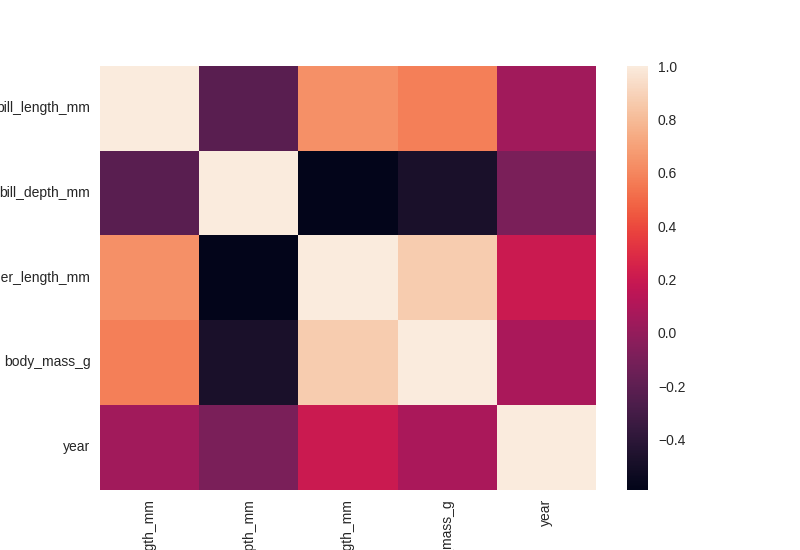 bill_length_mm
bill_depth_mm
er_length_mm
body_mass_g
year
gth_mm
pth_mm
gth_mm
mass_g
year
1.0
0.8
0.6
0.4
0.2
0.0
−0.2
−0.4